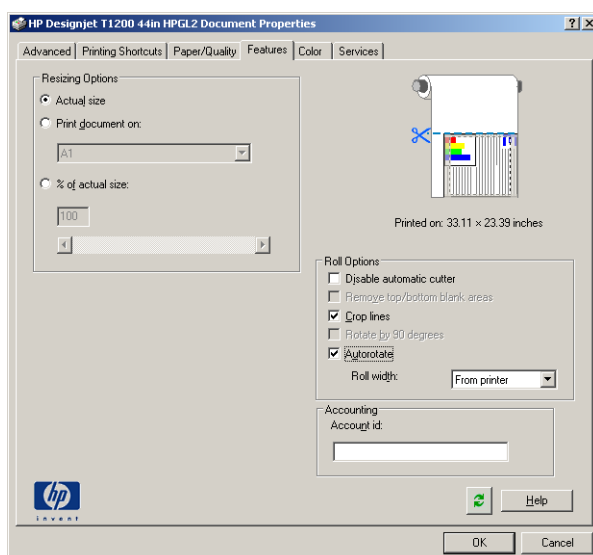 HP Designjet T1200 44in HPGL2 Document Properties
Advanced Printing Shortcuts Paper/Quality Features Color Services
Resizing Options
Actual size
Print document on:
A1
% of actual size:
100
Printed on: 33.11 × 23.39 inches
Roll Options
Disable automatic cutter
Remove top/bottom blank areas
Crop lines
Rotate by 90 degrees
Autorotate
Roll width: From printer
Accounting
Account id:
hp
invent
Help
OK Cancel